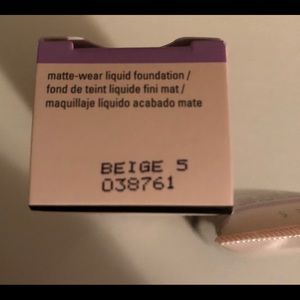 matte-wear liquid foundation /
fond de teint liquide fini mat /
maquillaje líquido acabado mate
BEIGE 5
038761